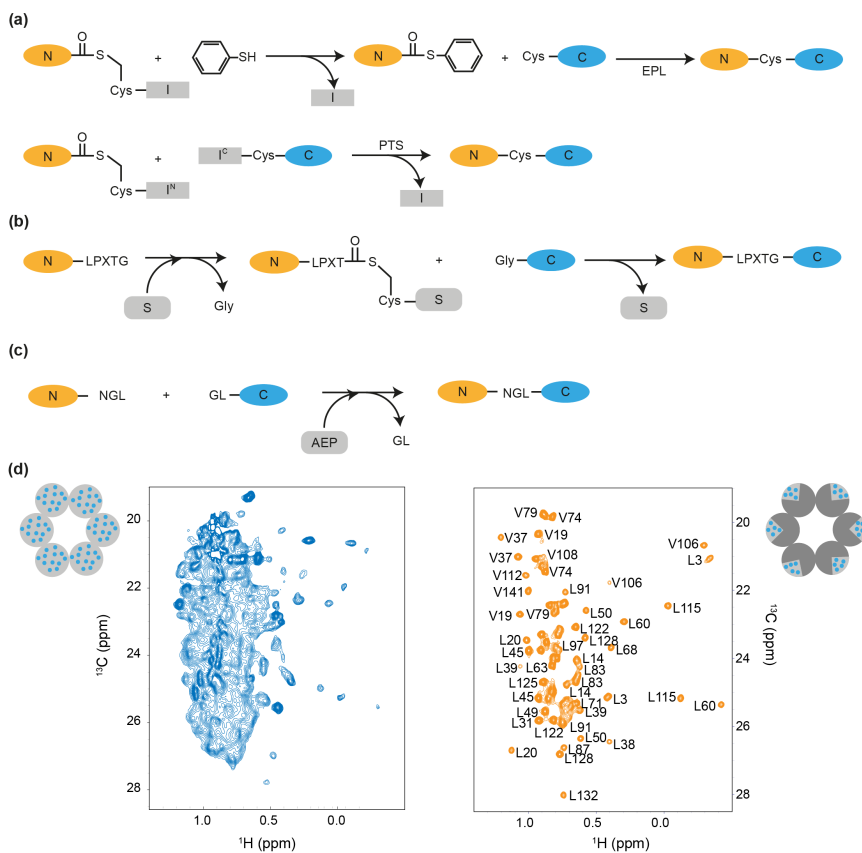 (a)
N
O
S
Cys
I
+
SH
I
N
O
S
+
Cys
C
EPL
N
Cys
C
N
O
S
Cys
I^N
+
I^C
Cys
C
PTS
I
N
Cys
C
(b)
N
LPXTG
S
Gly
N
LPXT
O
S
Cys
S
+
Gly
C
S
N
LPXTG
C
(c)
N
NGL
+
GL
C
AEP
GL
N
NGL
C
(d)
20
22
24
26
28
¹³C (ppm)
1.0
0.5
0.0
¹H (ppm)
V79
V74
V37
V19
V106
V37
V108
L3
V112
V74
V106
V141
L91
L115
V19
V79
L50
L60
L122
L20
L128
L45
L97
L68
L39
L63
L14
L83
L125
L83
L14
L3
L115
L45
L71
L60
L49
L39
L31
L91
L122
L50
L38
L20
L87
L128
L132
20
22
24
26
28
¹³C (ppm)
1.0
0.5
0.0
¹H (ppm)